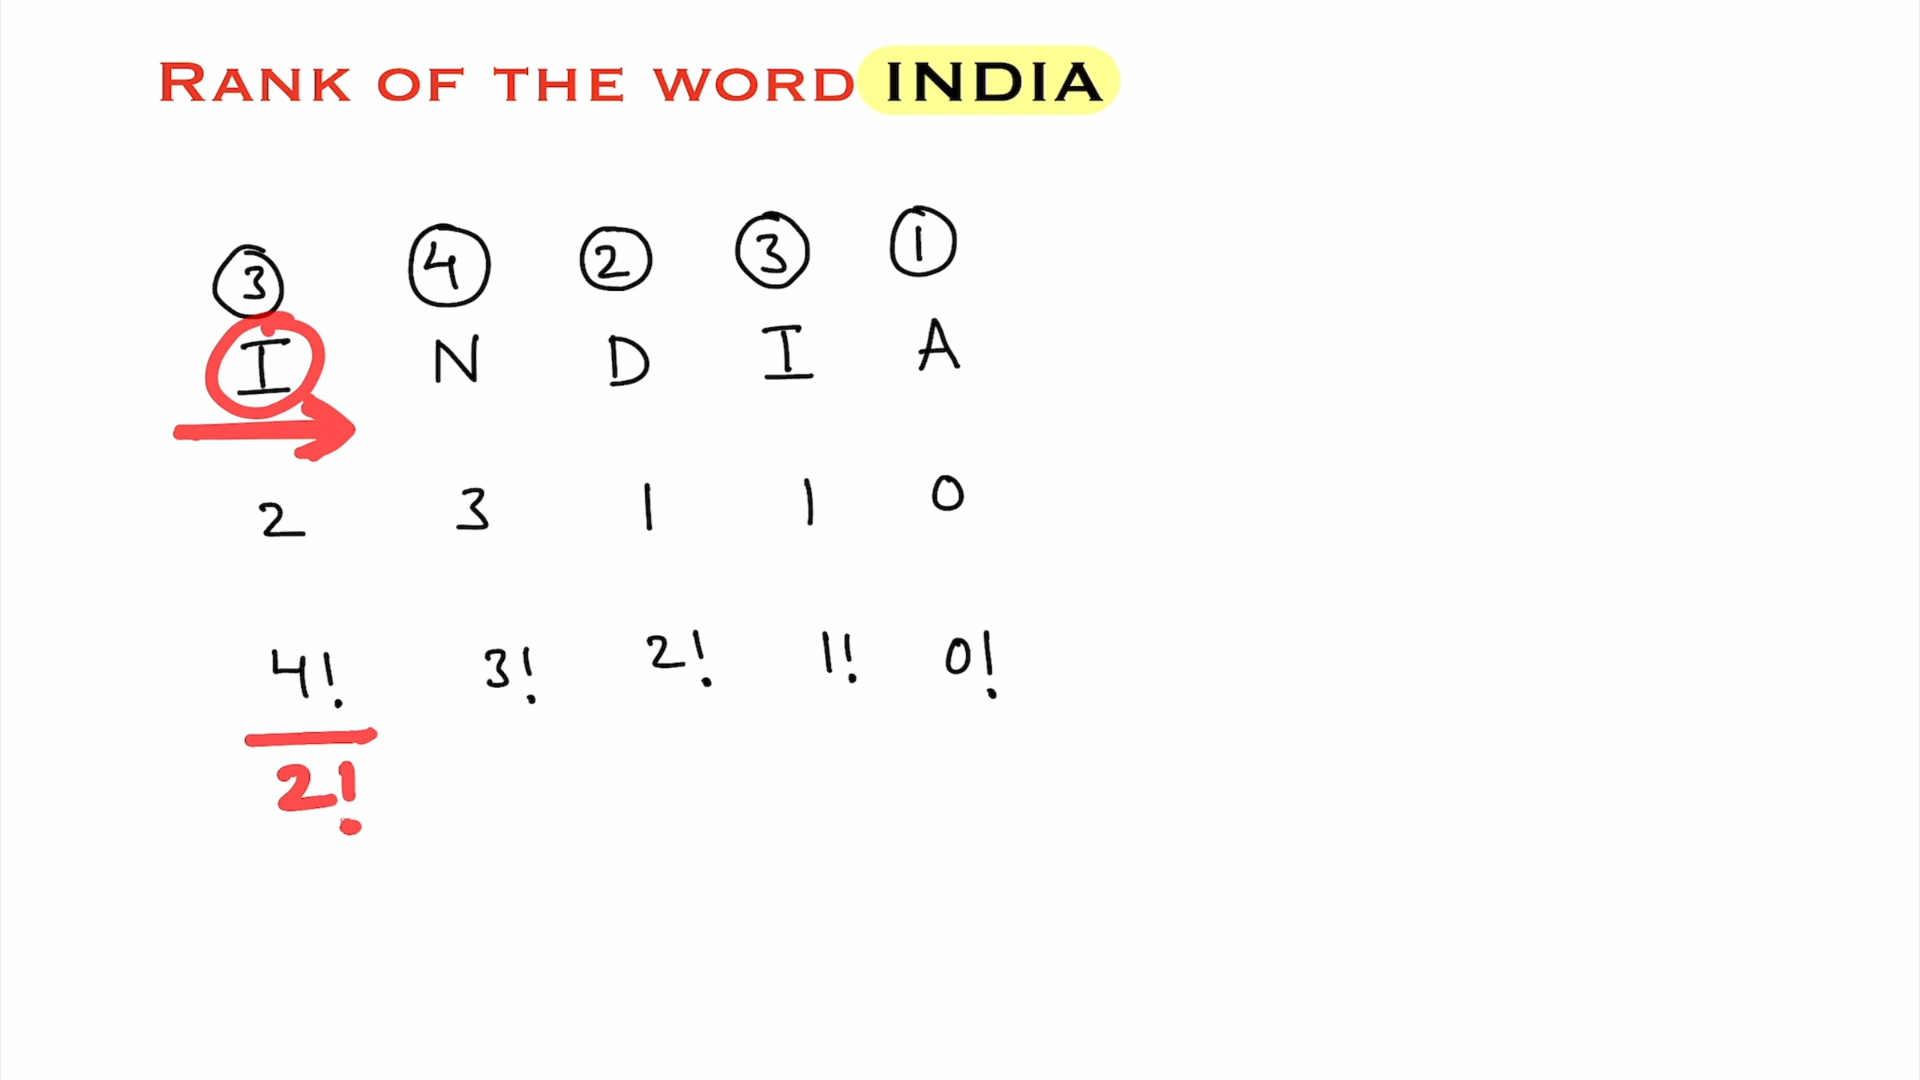 RANK OF THE WORD INDIA
3 4 2 3 1
I N D I A
2 3 1 1 0
4! 3! 2! 1! 0!
2!